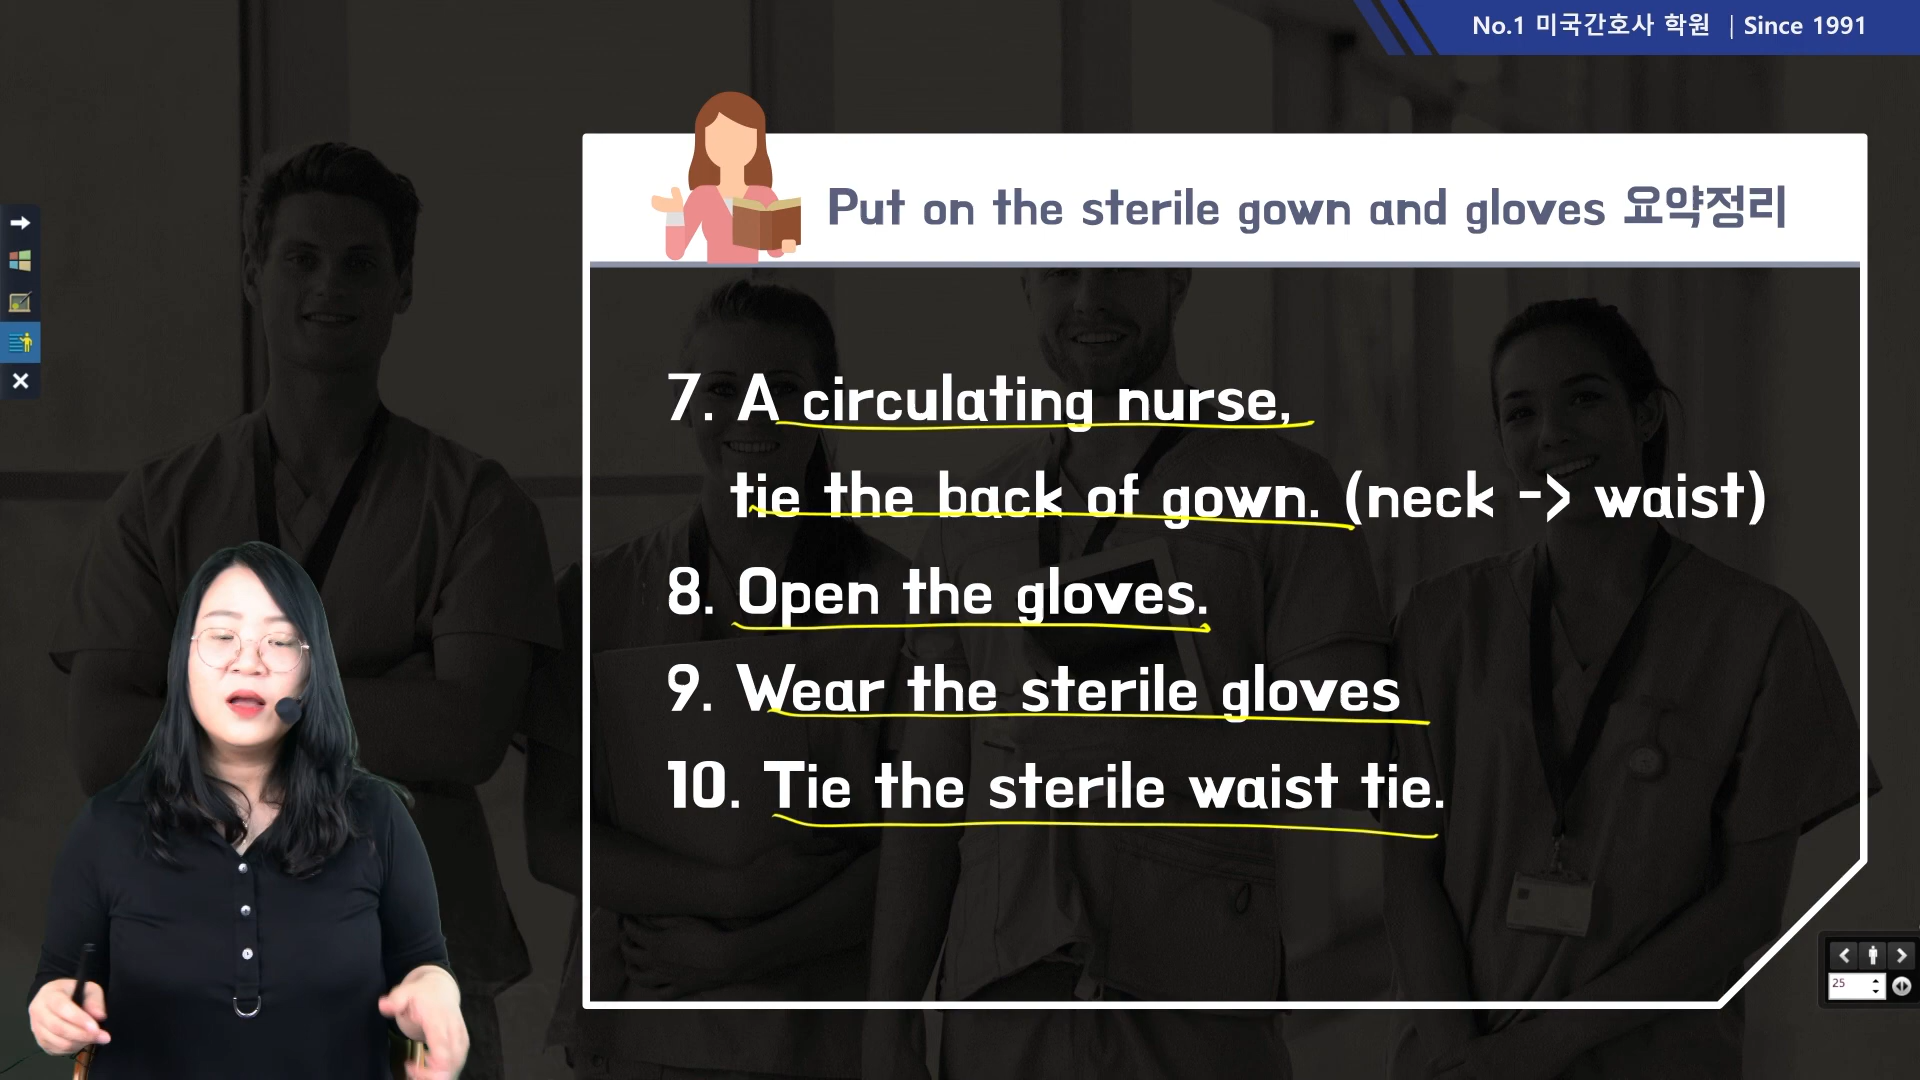 No.1 미국간호사 학원 | Since 1991
Put on the sterile gown and gloves 요약정리
7. A circulating nurse,
tie the back of gown. (neck -> waist)
8. Open the gloves.
9. Wear the sterile gloves
10. Tie the sterile waist tie.
25